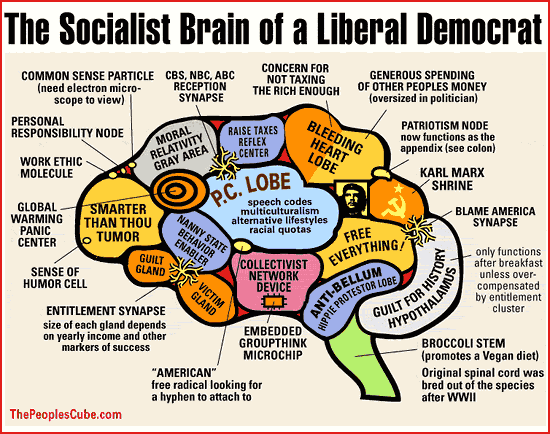 The Socialist Brain of a Liberal Democrat
COMMON SENSE PARTICLE
(need electron micro-
scope to view)
CBS, NBC, ABC
RECEPTION
SYNAPSE
CONCERN FOR
NOT TAXING
THE RICH ENOUGH
GENEROUS SPENDING
OF OTHER PEOPLES MONEY
(oversized in politician)
PERSONAL
RESPONSIBILITY NODE
WORK ETHIC
MOLECULE
MORAL
RELATIVITY
GRAY AREA
RAISE TAXES
REFLEX
CENTER
BLEEDING
HEART
LOBE
PATRIOTISM NODE
now functions as the
appendix (see colon)
KARL MARX
SHRINE
BLAME AMERICA
SYNAPSE
GLOBAL
WARMING
PANIC
CENTER
SMARTER
THAN THOU
TUMOR
P.C. LOBE
speech codes
multiculturalism
alternative lifestyles
racial quotas
NANNY STATE
BEHAVIOR
ENABLER
FREE
EVERYTHING!
only functions
after breakfast
unless over-
compensated
by entitlement
cluster
SENSE OF
HUMOR CELL
GUILT
GLAND
VICTIM
GLAND
COLLECTIVIST
NETWORK
DEVICE
ANTI-BELLUM
HIPPIE PROTESTOR LOBE
GUILT FOR HISTORY
HYPOTHALAMUS
ENTITLEMENT SYNAPSE
size of each gland depends
on yearly income and other
markers of success
EMBEDDED
GROUPTHINK
MICROCHIP
"AMERICAN"
free radical looking for
a hyphen to attach to
BROCCOLI STEM
(promotes a Vegan diet)
Original spinal cord was
bred out of the species
after WWII
ThePeoplesCube.com